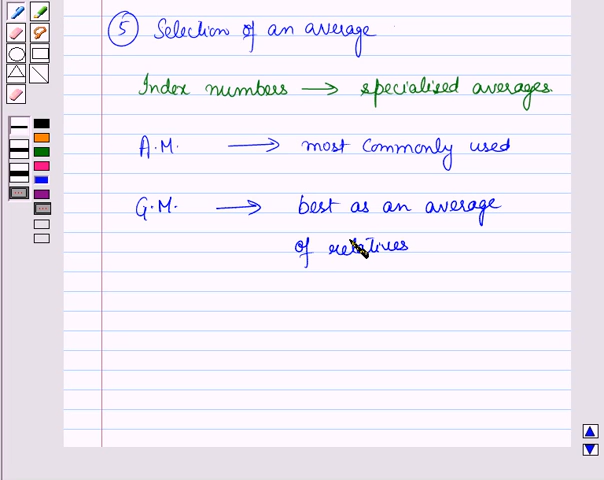 5 Selection of an average
Index numbers → specialised averages.
A.M. → most commonly used
G.M. → best as an average
of relatives